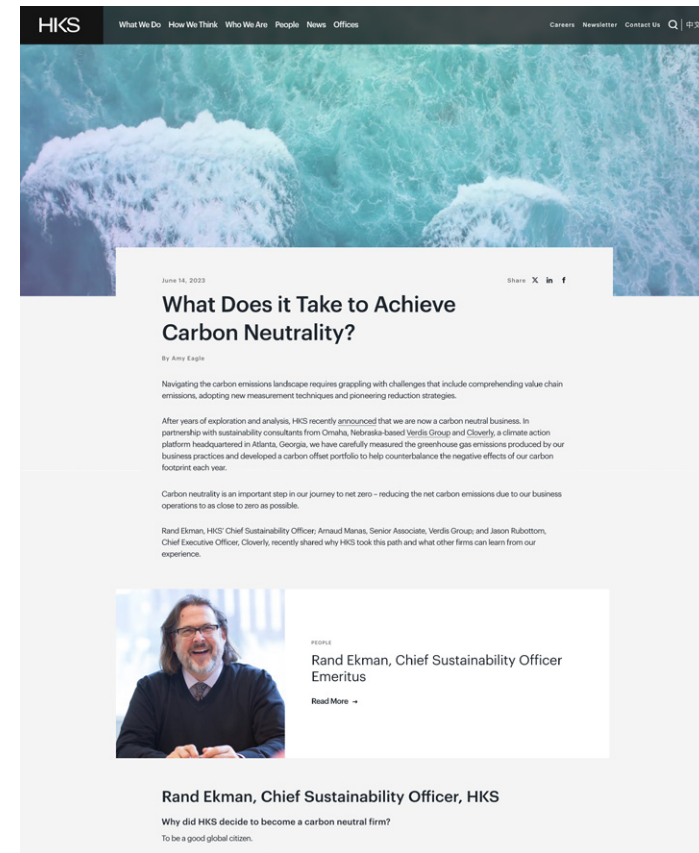 HKS
What We Do How We Think Who We Are People News Offices
Careers Newsletter Contact Us
中文
June 14, 2023
Share
What Does it Take to Achieve
Carbon Neutrality?
By Amy Eagle
Navigating the carbon emissions landscape requires grappling with challenges that include comprehending value chain
emissions, adopting new measurement techniques and pioneering reduction strategies.
After years of exploration and analysis, HKS recently announced that we are now a carbon neutral business. In
partnership with sustainability consultants from Omaha, Nebraska-based Verdis Group and Cloverly, a climate action
platform headquartered in Atlanta, Georgia, we have carefully measured the greenhouse gas emissions produced by our
business practices and developed a carbon offset portfolio to help counterbalance the negative effects of our carbon
footprint each year.
Carbon neutrality is an important step in our journey to net zero – reducing the net carbon emissions due to our business
operations to as close to zero as possible.
Rand Ekman, HKS' Chief Sustainability Officer; Arnaud Manas, Senior Associate, Verdis Group; and Jason Rubottom,
Chief Executive Officer, Cloverly, recently shared why HKS took this path and what other firms can learn from our
experience.
PEOPLE
Rand Ekman, Chief Sustainability Officer
Emeritus
Read More →
Rand Ekman, Chief Sustainability Officer, HKS
Why did HKS decide to become a carbon neutral firm?
To be a good global citizen.